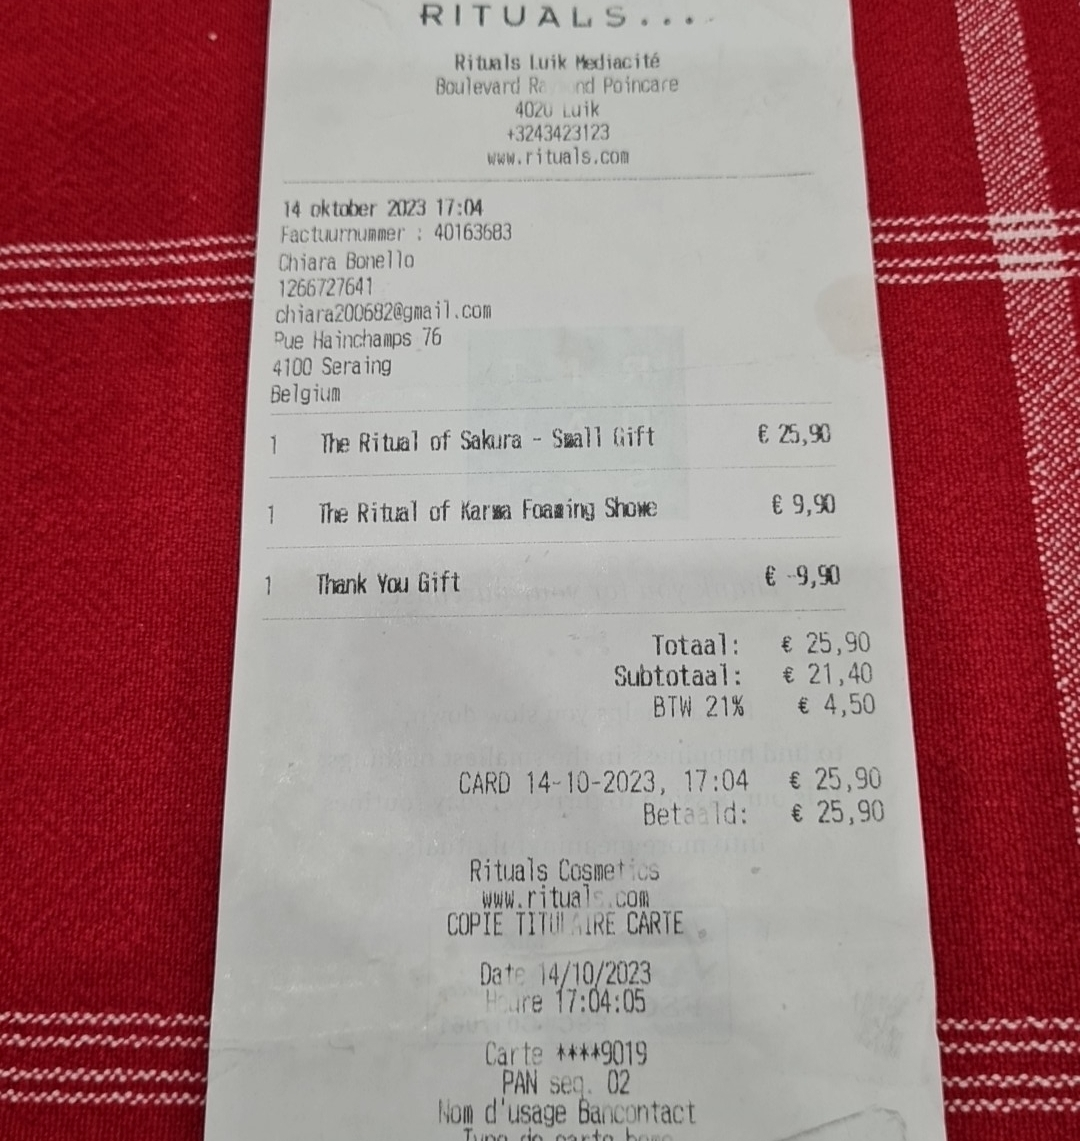 RITUALS...
Rituals Luik Mediacité
Boulevard Poincare
4020 Luik
+3243423123
www.rituals.com
14 oktober 2023 17:04
Factuurnummer : 40163683
Chiara Bonello
1266727641
chiara200682@gmail.com
Rue Hainchamps 76
4100 Seraing
Belgium
1 The Ritual of Sakura - Small Gift € 25,90
1 The Ritual of Karma Foaming Showe € 9,90
1 Thank You Gift € -9,90
Totaal: € 25,90
Subtotaal: € 21,40
BTW 21% € 4,50
CARD 14-10-2023, 17:04 € 25,90
Betaald: € 25,90
Rituals Cosmetics
www.rituals.com
COPIE TITULAIRE CARTE
Date 14/10/2023
Heure 17:04:05
Carte ****9019
PAN seq. 02
Nom d'usage Bancontact